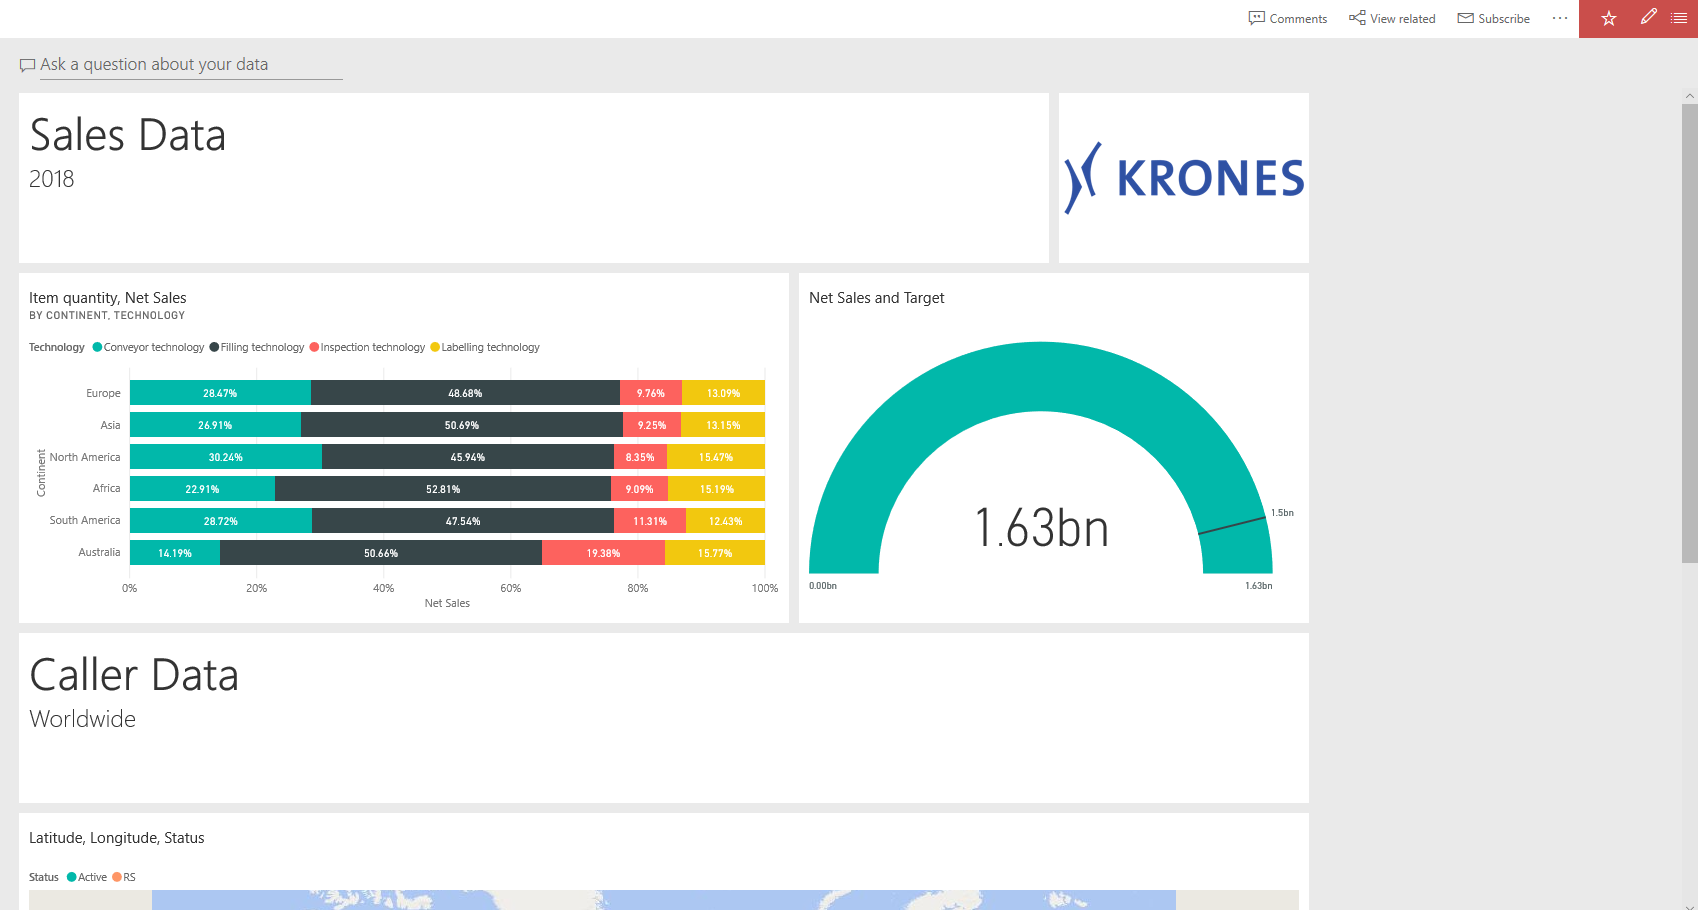 Comments View related Subscribe ...
Ask a question about your data
Sales Data
2018
KRONES
Item quantity, Net Sales
BY CONTINENT, TECHNOLOGY
Technology Conveyor technology Filling technology Inspection technology Labelling technology
Continent
Europe 28.47% 48.68% 9.76% 13.09%
Asia 26.91% 50.69% 9.25% 13.15%
North America 30.24% 45.94% 8.35% 15.47%
Africa 22.91% 52.81% 9.09% 15.19%
South America 28.72% 47.54% 11.31% 12.43%
Australia 14.19% 50.66% 19.38% 15.77%
0% 20% 40% 60% 80% 100%
Net Sales
Net Sales and Target
1.5bn
1.63bn
0.00bn 1.63bn
Caller Data
Worldwide
Latitude, Longitude, Status
Status Active RS